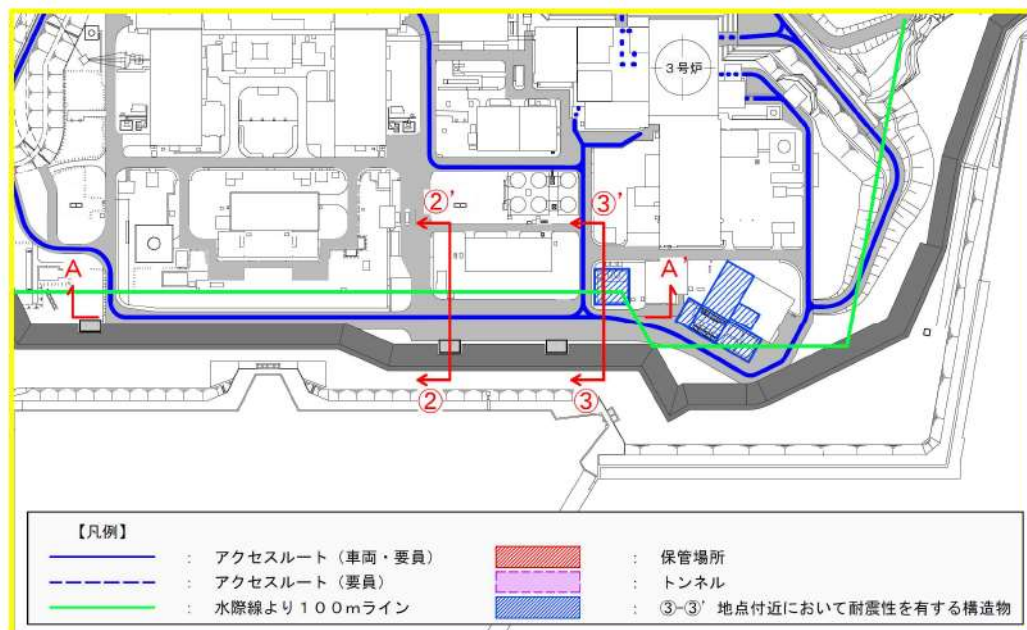 3号炉
②'
③'
A
A'
②
③
【凡例】
: アクセスルート（車両・要員）
: アクセスルート（要員）
: 水際線より１００ｍライン
: 保管場所
: トンネル
: ③-③’地点付近において耐震性を有する構造物